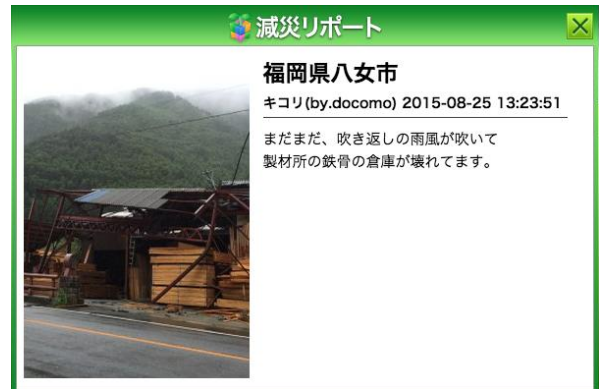 減災リポート
福岡県八女市
キコリ(by.docomo) 2015-08-25 13:23:51
まだまだ、吹き返しの雨風が吹いて
製材所の鉄骨の倉庫が壊れてます。